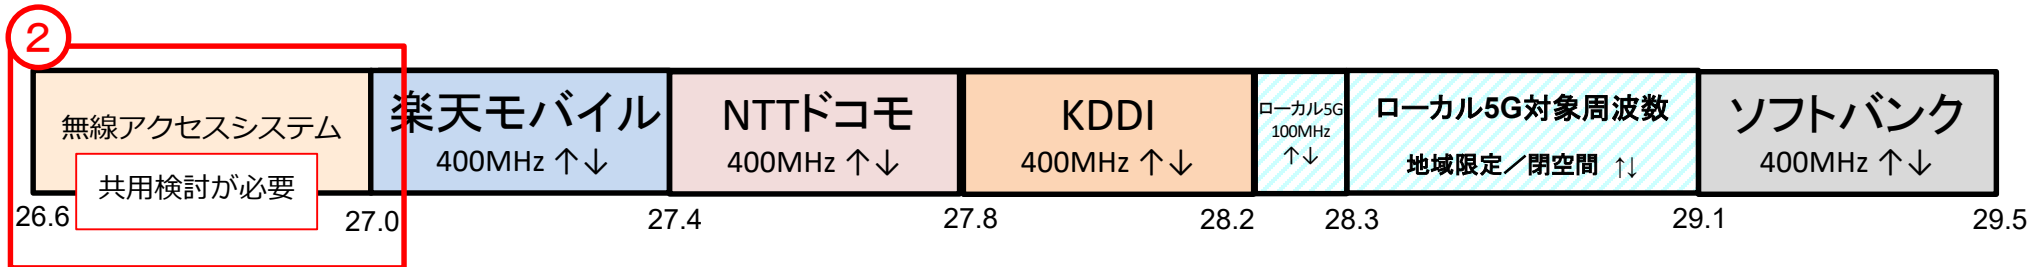 ②
無線アクセスシステム
共用検討が必要
楽天モバイル
400MHz ↑↓
NTTドコモ
400MHz ↑↓
KDDI
400MHz ↑↓
ローカル5G
100MHz
↑↓
ローカル5G対象周波数
地域限定／閉空間 ↑↓
ソフトバンク
400MHz ↑↓
26.6 27.0 27.4 27.8 28.2 28.3 29.1 29.5